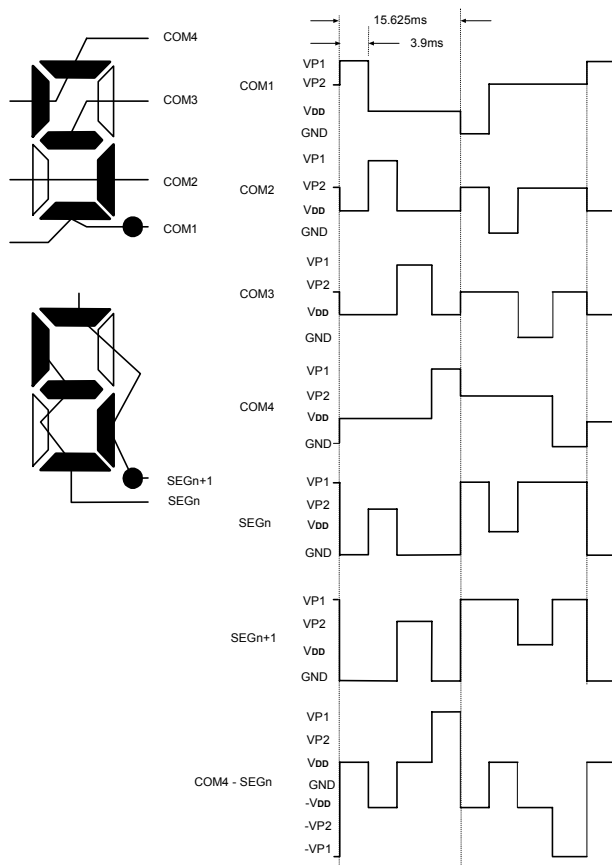 15.625ms
3.9ms
COM4
COM3
COM2
COM1
COM1
VP1
VP2
VDD
GND
COM2
VP1
VP2
VDD
GND
COM3
VP1
VP2
VDD
GND
COM4
VP1
VP2
VDD
GND
SEGn+1
SEGn
SEGn
VP1
VP2
VDD
GND
SEGn+1
VP1
VP2
VDD
GND
COM4 - SEGn
VP1
VP2
VDD
GND
-VDD
-VP2
-VP1